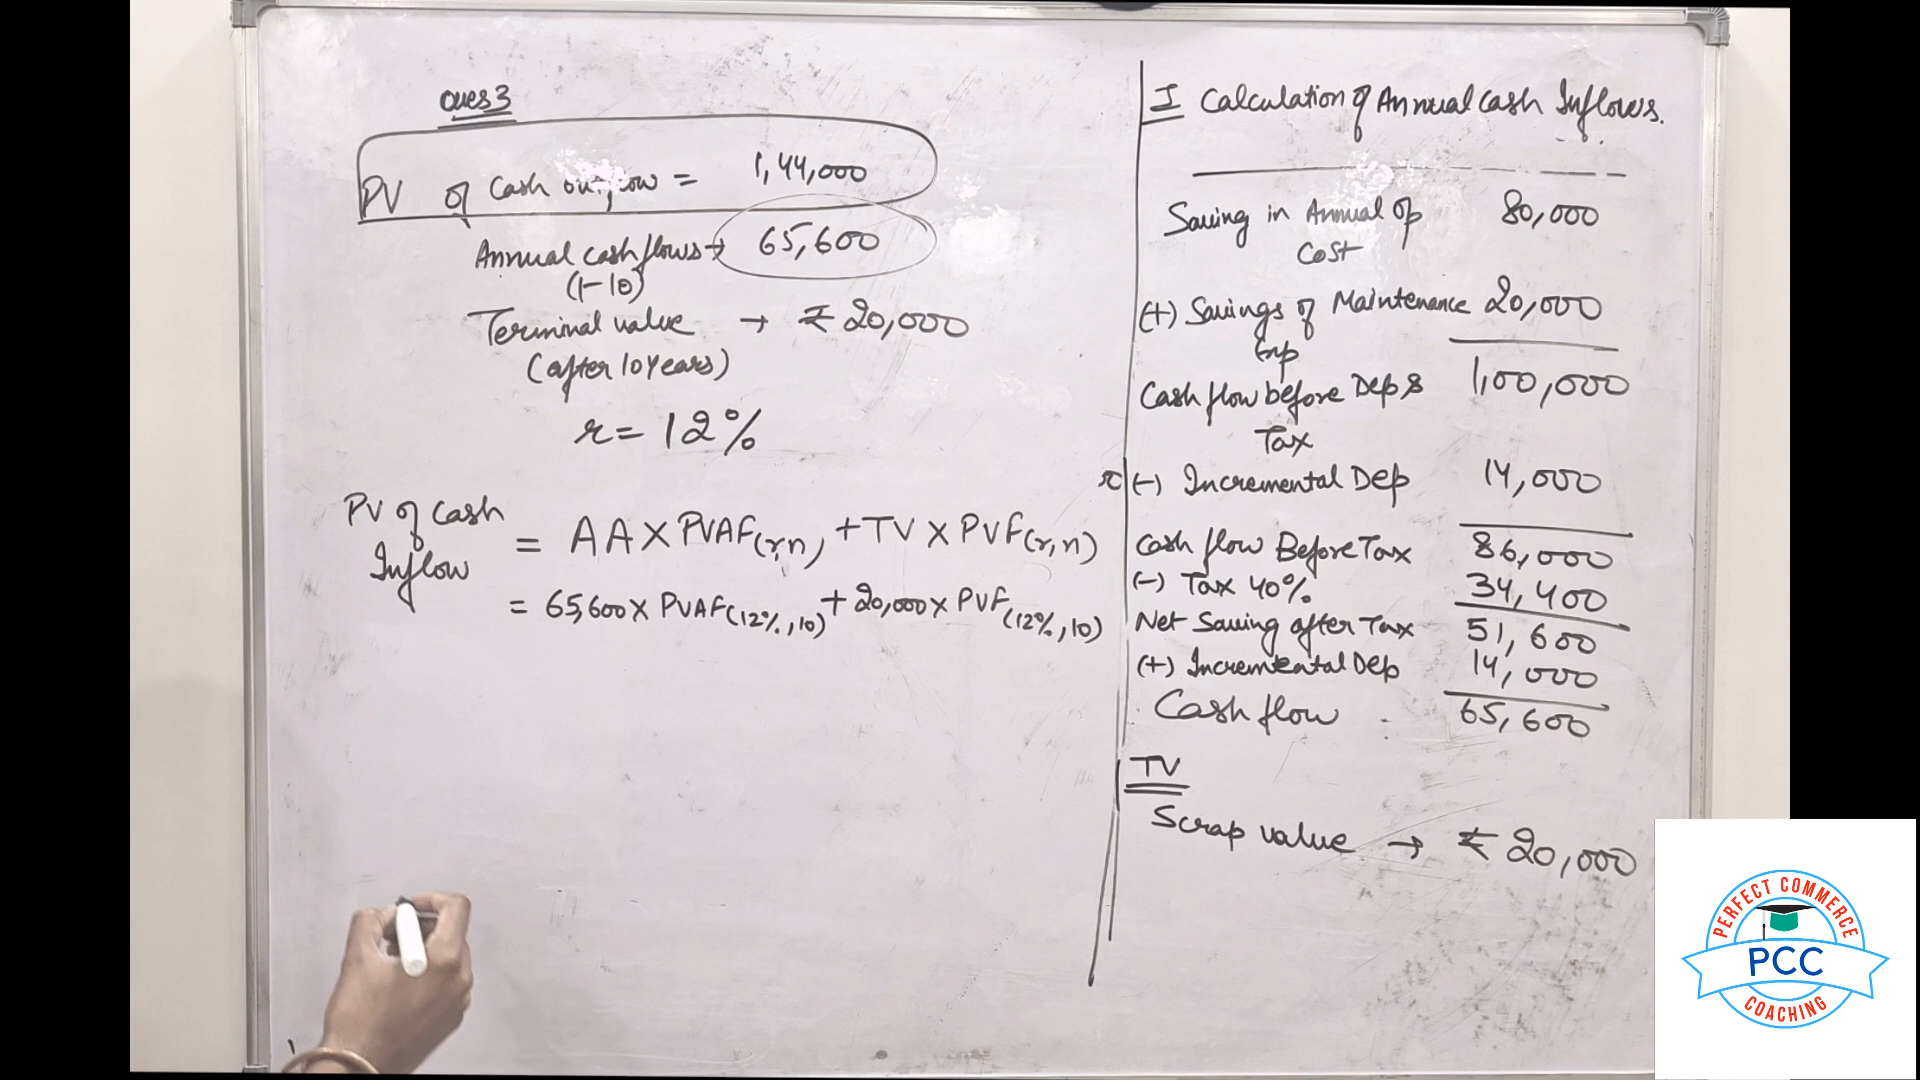 Ques 3
PV of Cash outflow = 1,44,000
Annual cash flows → 65,600
(1-10)
Terminal value → ₹ 20,000
(after 10 years)
r = 12%
PV of Cash Inflow = AA X PVAF(r,n) + TV X PVF(r,n)
= 65,600 X PVAF(12%,10) + 20,000 X PVF(12%,10)
I Calculation of Annual Cash Inflows.
Saving in Annual Op 80,000
Cost
(+) Savings of Maintenance 20,000
Exp
Cash flow before Dep & 1,00,000
Tax
(-) Incremental Dep 14,000
Cash flow Before Tax 86,000
(-) Tax 40% 34,400
Net Saving after Tax 51,600
(+) Incremental Dep 14,000
Cash flow 65,600
TV
Scrap value → ₹ 20,000
PERFECT COMMERCE
PCC
COACHING